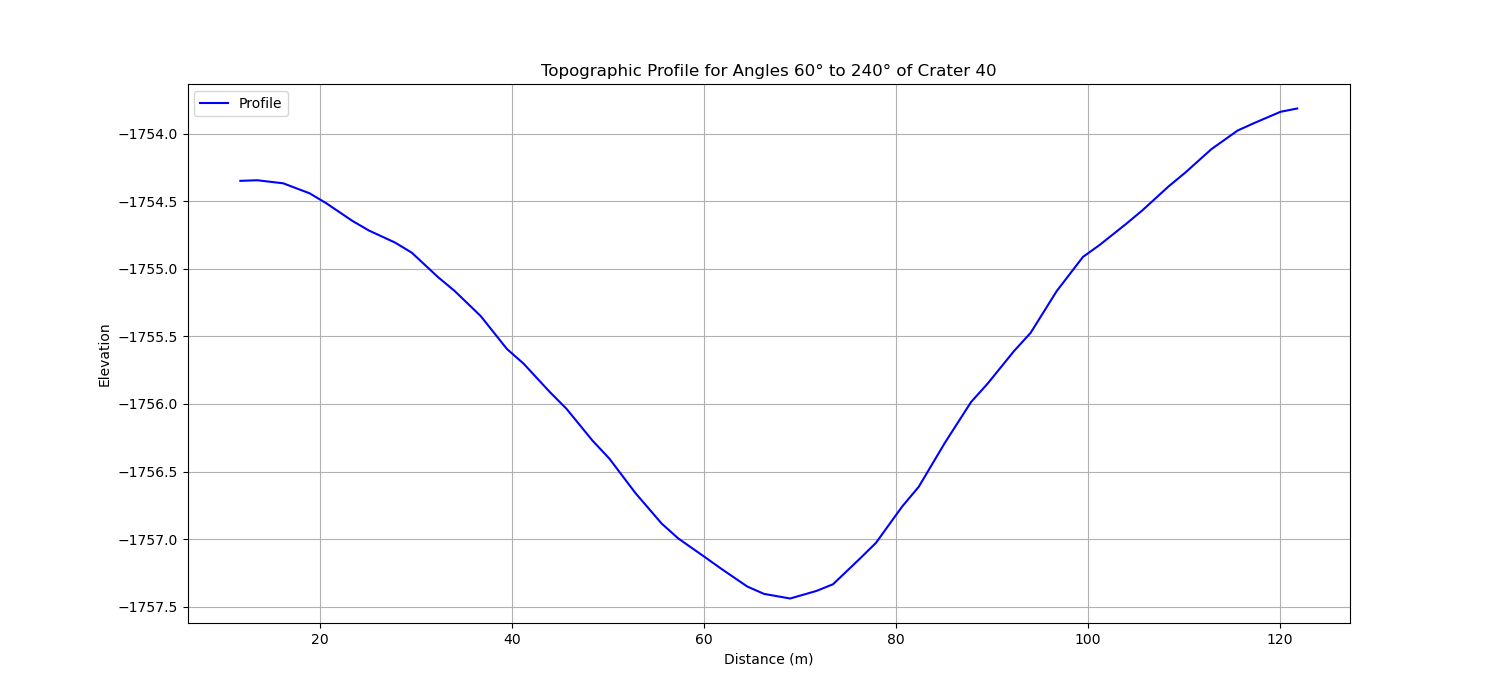 Topographic Profile for Angles 60° to 240° of Crater 40
Profile
−1754.0
−1754.5
−1755.0
−1755.5
−1756.0
−1756.5
−1757.0
−1757.5
Elevation
20 40 60 80 100 120
Distance (m)